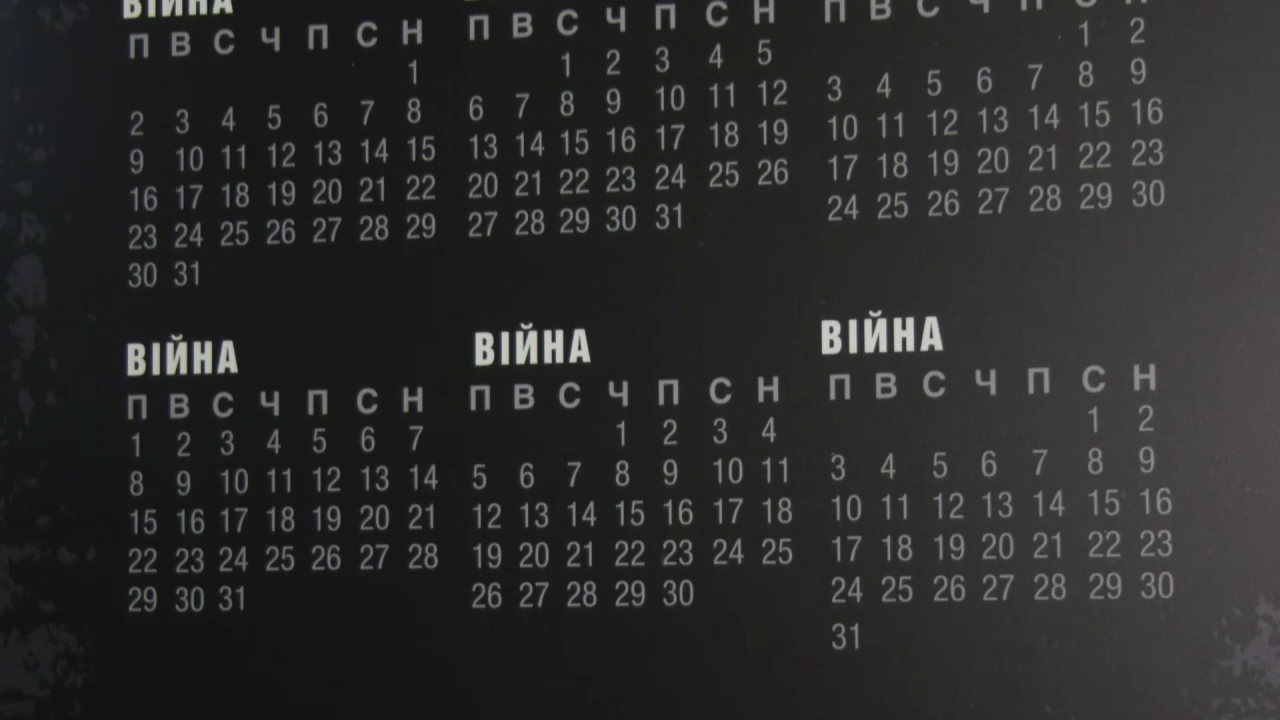 ВІЙНА
П В С Ч П С Н
1
2 3 4 5 6 7 8
9 10 11 12 13 14 15
16 17 18 19 20 21 22
23 24 25 26 27 28 29
30 31
П В С Ч П С Н
1 2 3 4 5
6 7 8 9 10 11 12
13 14 15 16 17 18 19
20 21 22 23 24 25 26
27 28 29 30 31
П В С Ч П С Н
1 2
3 4 5 6 7 8 9
10 11 12 13 14 15 16
17 18 19 20 21 22 23
24 25 26 27 28 29 30
ВІЙНА
П В С Ч П С Н
1 2 3 4 5 6 7
8 9 10 11 12 13 14
15 16 17 18 19 20 21
22 23 24 25 26 27 28
29 30 31
ВІЙНА
П В С Ч П С Н
1 2 3 4
5 6 7 8 9 10 11
12 13 14 15 16 17 18
19 20 21 22 23 24 25
26 27 28 29 30
ВІЙНА
П В С Ч П С Н
1 2
3 4 5 6 7 8 9
10 11 12 13 14 15 16
17 18 19 20 21 22 23
24 25 26 27 28 29 30
31